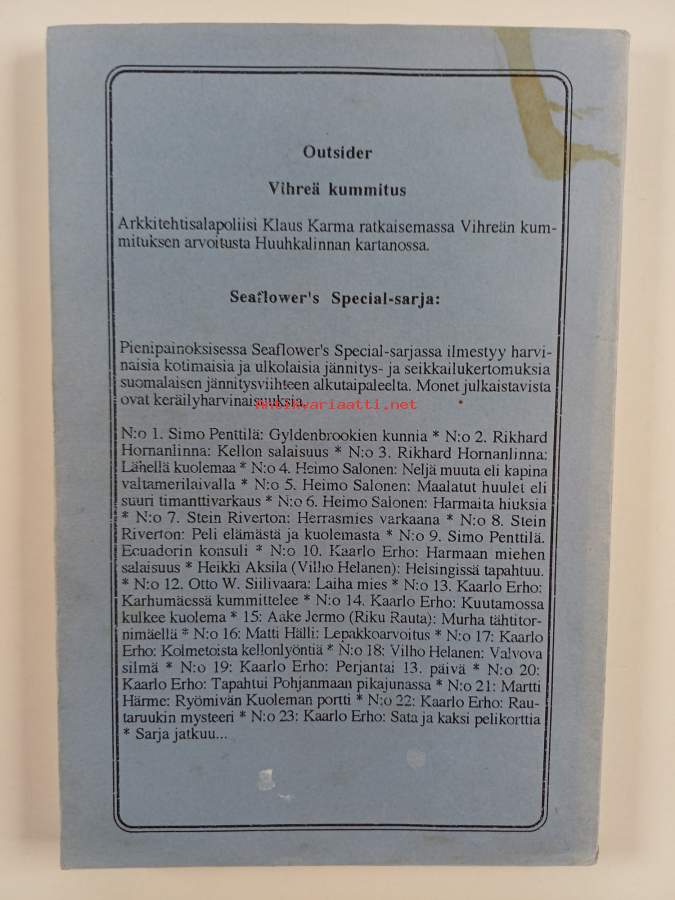 Outsider
Vihreä kummitus
Arkkitehtisalapoliisi Klaus Karma ratkaisemassa Vihreän kum-
mituksen arvoitusta Huuhkalinnan kartanossa.
Seaflower's Special-sarja:
Pienipainoksisessa Seaflower's Special-sarjassa ilmestyy harvi-
naisia kotimaisia ja ulkolaisia jännitys- ja seikkailukertomuksia
suomalaisen jännitysviihteen alkutaipaleelta. Monet julkaistavista
ovat keräilyharvinaisuuksia.
antikvariaatti.net
N:o 1. Simo Penttilä: Gyldenbrookien kunnia * N:o 2. Rikhard
Hornanlinna: Kellon salaisuus * N:o 3. Rikhard Hornanlinna:
Lähellä kuolemaa * N:o 4. Heimo Salonen: Neljä muuta eli kapina
valtamerilaivalla * N:o 5. Heimo Salonen: Maalatut huulet eli
suuri timanttivarkaus * N:o 6. Heimo Salonen: Harmaita hiuksia
* N:o 7. Stein Riverton: Herrasmies varkaana * N:o 8. Stein
Riverton: Peli elämästä ja kuolemasta * N:o 9. Simo Penttilä.
Ecuadorin konsuli * N:o 10. Kaarlo Erho: Harmaan miehen
salaisuus * Heikki Aksila (Vilho Helanen): Helsingissä tapahtuu.
* N:o 12. Otto W. Siilivaara: Laiha mies * N:o 13. Kaarlo Erho:
Karhumäessä kummittelee * N:o 14. Kaarlo Erho: Kuutamossa
kulkee kuolema * 15: Aake Jermo (Riku Rauta): Murha tähtitor-
nimäellä * N:o 16: Matti Hälli: Lepakkoarvoitus * N:o 17: Kaarlo
Erho: Kolmetoista kellonlyöntiä * N:o 18: Vilho Helanen: Valvova
silmä * N:o 19: Kaarlo Erho: Perjantai 13. päivä * N:o 20:
Kaarlo Erho: Tapahtui Pohjanmaan pikajunassa * N:o 21: Martti
Härme: Ryömivän Kuoleman portti * N:o 22: Kaarlo Erho: Rau-
taruukin mysteeri * N:o 23: Kaarlo Erho: Sata ja kaksi pelikorttia
* Sarja jatkuu...